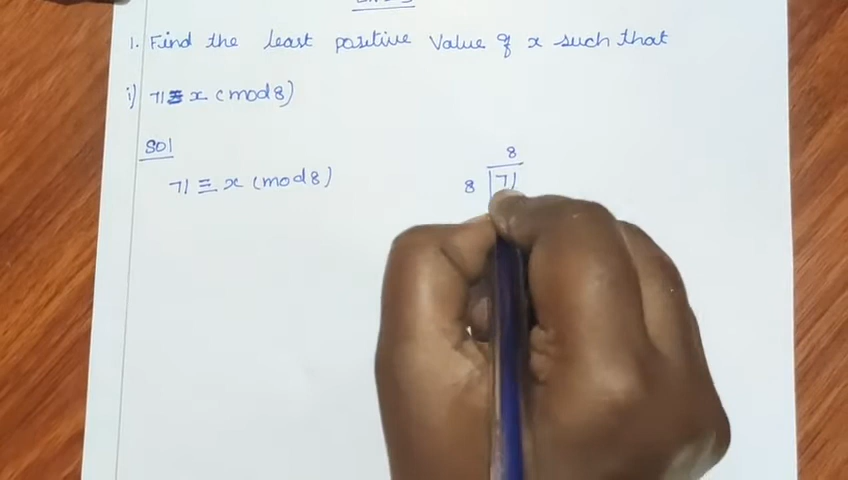 1. Find the least positive value of x such that
i) 71≡ x (mod 8)
Sol
71 ≡ x (mod 8)
8
8 71